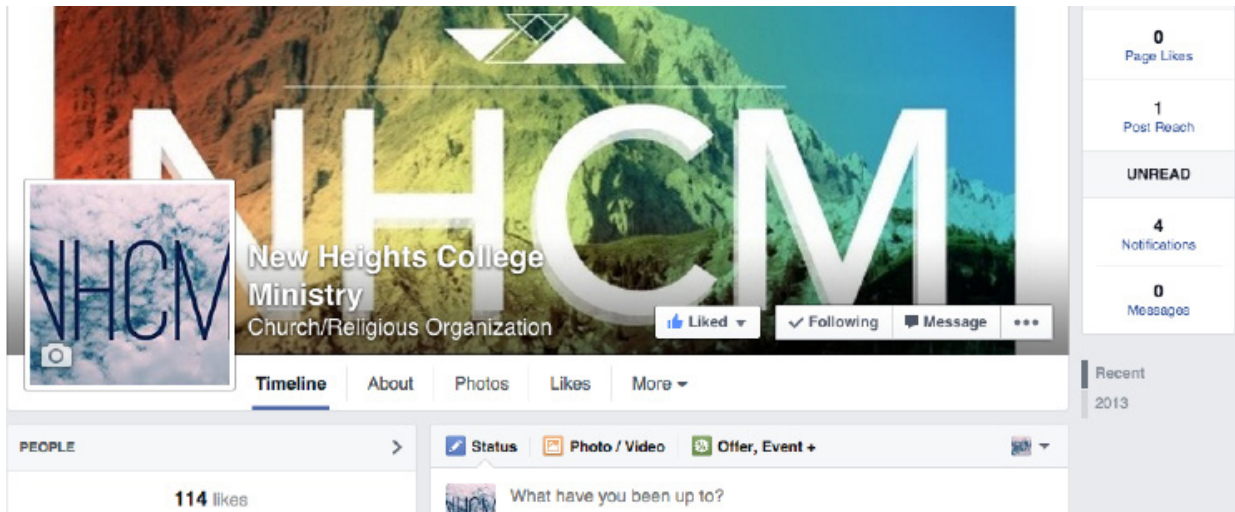 NHCM
NHCM
New Heights College
Ministry
Church/Religious Organization
Liked
Following
Message
Timeline
About
Photos
Likes
More
PEOPLE
114 likes
Status
Photo / Video
Offer, Event +
NHCM
What have you been up to?
0
Page Likes
1
Post Reach
UNREAD
4
Notifications
0
Messages
Recent
2013